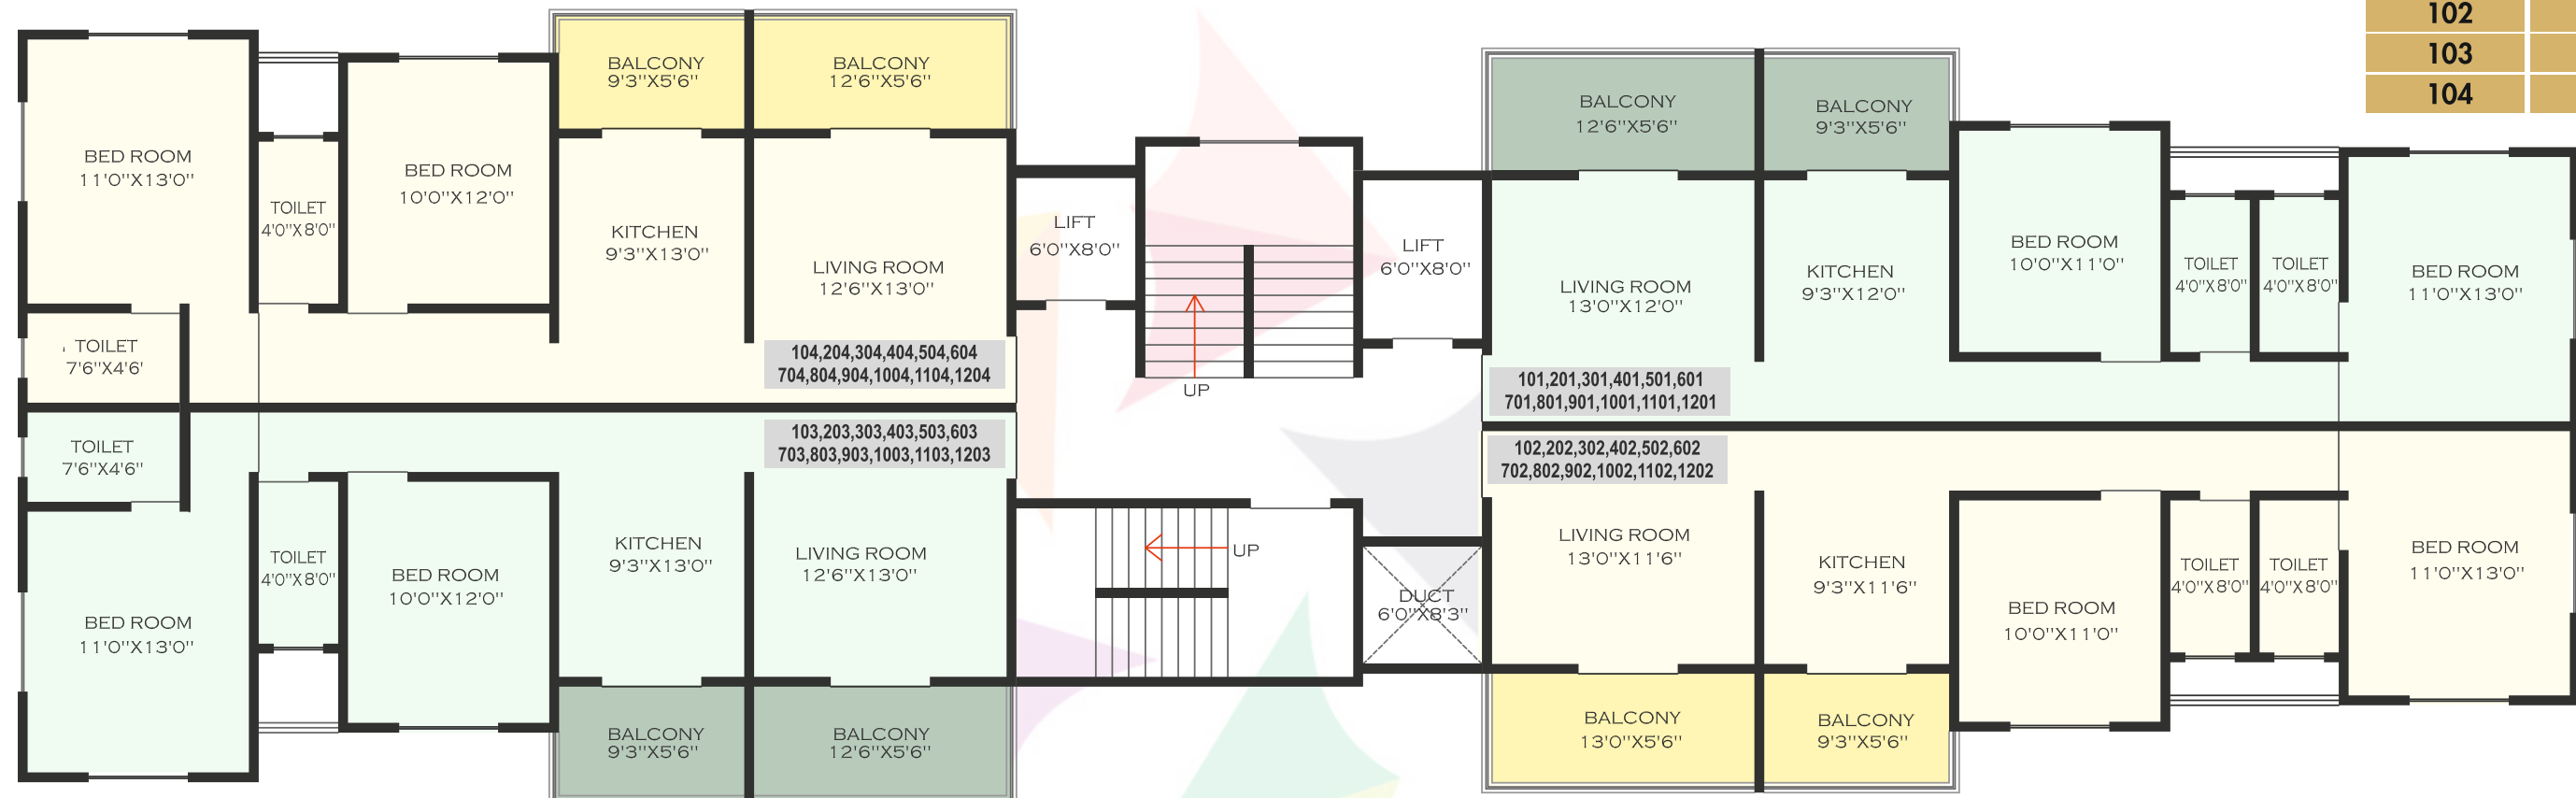 102
103
104
BALCONY
9'3"X5'6"
BALCONY
12'6"X5'6"
BED ROOM
11'0"X13'0"
BED ROOM
10'0"X12'0"
TOILET
4'0"X8'0"
KITCHEN
9'3"X13'0"
LIVING ROOM
12'6"X13'0"
TOILET
7'6"X4'6'
104,204,304,404,504,604
704,804,904,1004,1104,1204
LIFT
6'0"X8'0"
UP
LIFT
6'0"X8'0"
BALCONY
12'6"X5'6"
BALCONY
9'3"X5'6"
LIVING ROOM
13'0"X12'0"
KITCHEN
9'3"X12'0"
BED ROOM
10'0"X11'0"
TOILET
4'0"X8'0"
TOILET
4'0"X8'0"
BED ROOM
11'0"X13'0"
101,201,301,401,501,601
701,801,901,1001,1101,1201
103,203,303,403,503,603
703,803,903,1003,1103,1203
TOILET
7'6"X4'6"
BED ROOM
11'0"X13'0"
TOILET
4'0"X8'0"
BED ROOM
10'0"X12'0"
KITCHEN
9'3"X13'0"
LIVING ROOM
12'6"X13'0"
BALCONY
9'3"X5'6"
BALCONY
12'6"X5'6"
UP
DUCT
6'0"X8'3"
102,202,302,402,502,602
702,802,902,1002,1102,1202
LIVING ROOM
13'0"X11'6"
KITCHEN
9'3"X11'6"
BED ROOM
10'0"X11'0"
TOILET
4'0"X8'0"
TOILET
4'0"X8'0"
BED ROOM
11'0"X13'0"
BALCONY
13'0"X5'6"
BALCONY
9'3"X5'6"